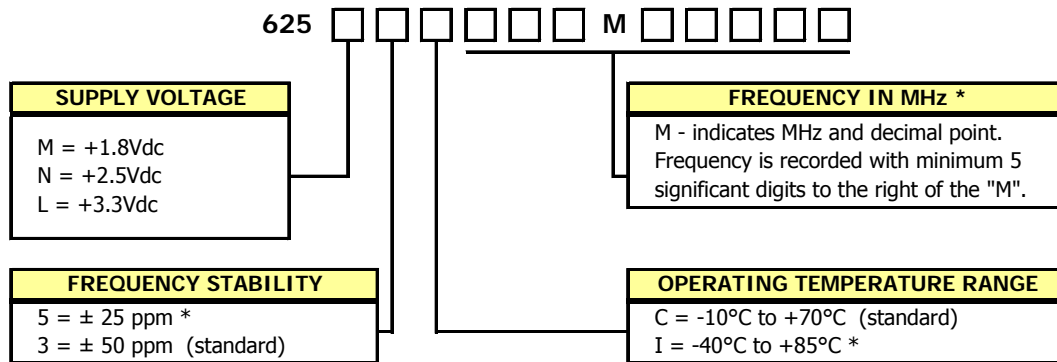 625 M
SUPPLY VOLTAGE
M = +1.8Vdc
N = +2.5Vdc
L = +3.3Vdc
FREQUENCY IN MHz *
M - indicates MHz and decimal point.
Frequency is recorded with minimum 5
significant digits to the right of the "M".
FREQUENCY STABILITY
5 = ± 25 ppm *
3 = ± 50 ppm (standard)
OPERATING TEMPERATURE RANGE
C = -10°C to +70°C (standard)
I = -40°C to +85°C *